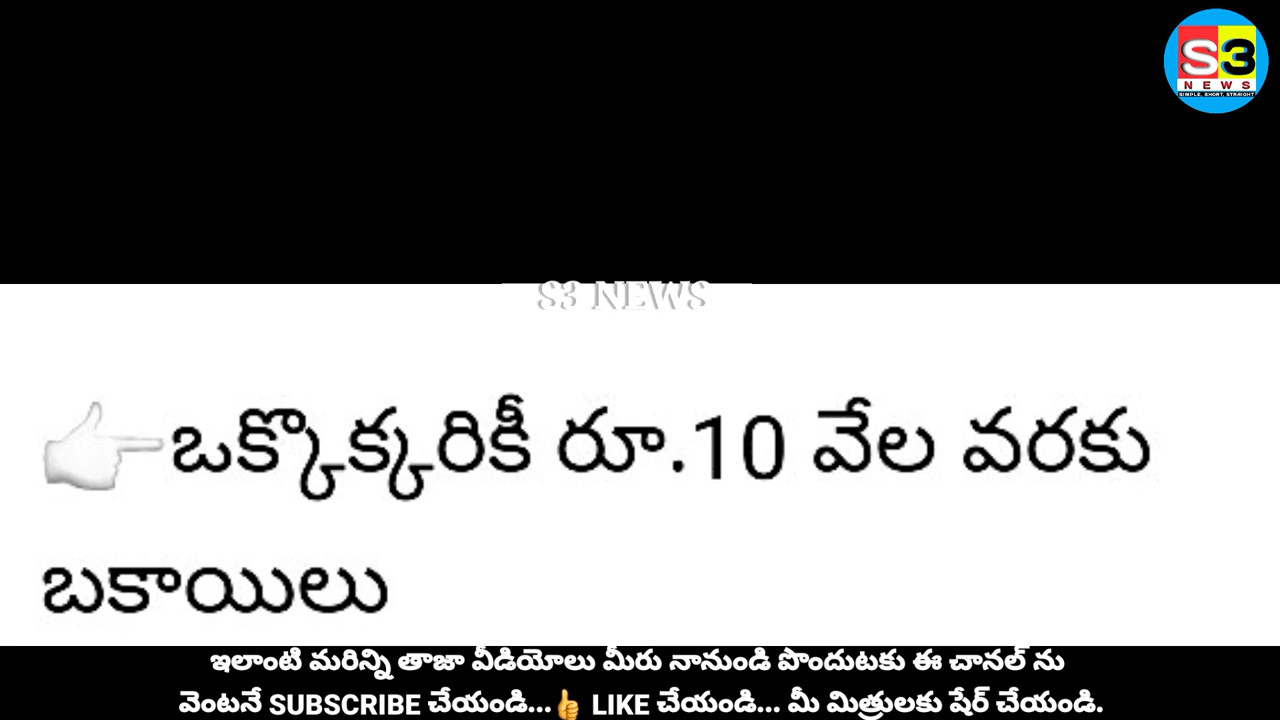 S3
NEWS
SIMPLE, SHORT, STRAIGHT
S3 NEWS
👉ఒక్కొక్కరికీ రూ.10 వేల వరకు
బకాయిలు
ఇలాంటి మరిన్ని తాజా వీడియోలు మీరు నానుండి పొందుటకు ఈ చానల్ ను
వెంటనే SUBSCRIBE చేయండి...👍 LIKE చేయండి... మీ మిత్రులకు షేర్ చేయండి.